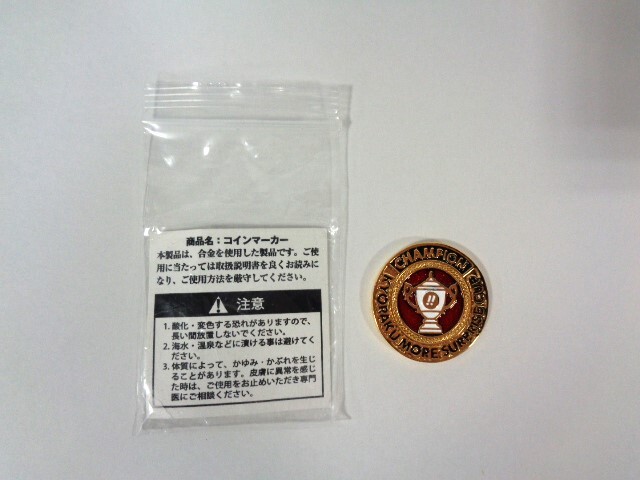 商品名：コインマーカー
本製品は、合金を使用した製品です。ご使
用に当たっては取扱説明書を良くお読みに
なり、ご使用方法を厳守してください。
注意
1. 酸化・変色する恐れがありますので、
長い間放置しないでください。
2. 海水・温泉などに漬ける事は避けてく
ださい。
3. 体質によって、かゆみ・かぶれを生じ
ることがあります。皮膚に異常を感じ
た時は、ご使用をお止めいただき専門
医にご相談ください。
CHAMPION
!!
KYORAKU MORE SURPRISE